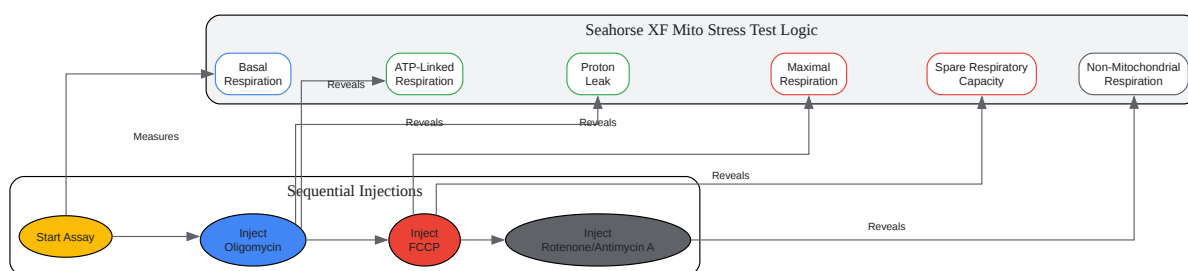 Seahorse XF Mito Stress Test Logic
Basal
Respiration
ATP-Linked
Respiration
Proton
Leak
Maximal
Respiration
Spare Respiratory
Capacity
Non-Mitochondrial
Respiration
Reveals
Measures
Reveals
Reveals
Reveals
Sequential Injections
Start Assay
Inject
Oligomycin
Inject
FCCP
Inject
Rotenone/Antimycin A
Reveals